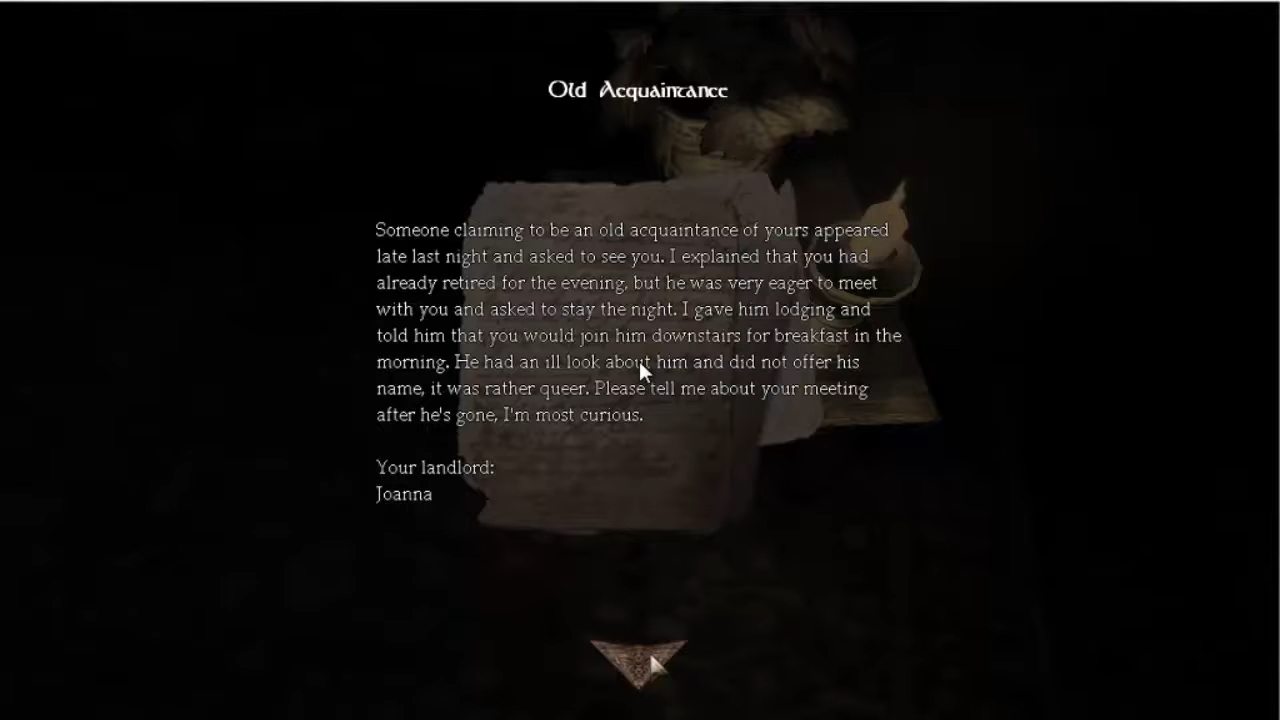 Old Acquaintance
Someone claiming to be an old acquaintance of yours appeared
late last night and asked to see you. I explained that you had
already retired for the evening, but he was very eager to meet
with you and asked to stay the night. I gave him lodging and
told him that you would join him downstairs for breakfast in the
morning. He had an ill look about him and did not offer his
name, it was rather queer. Please tell me about your meeting
after he's gone, I'm most curious.
Your landlord:
Joanna